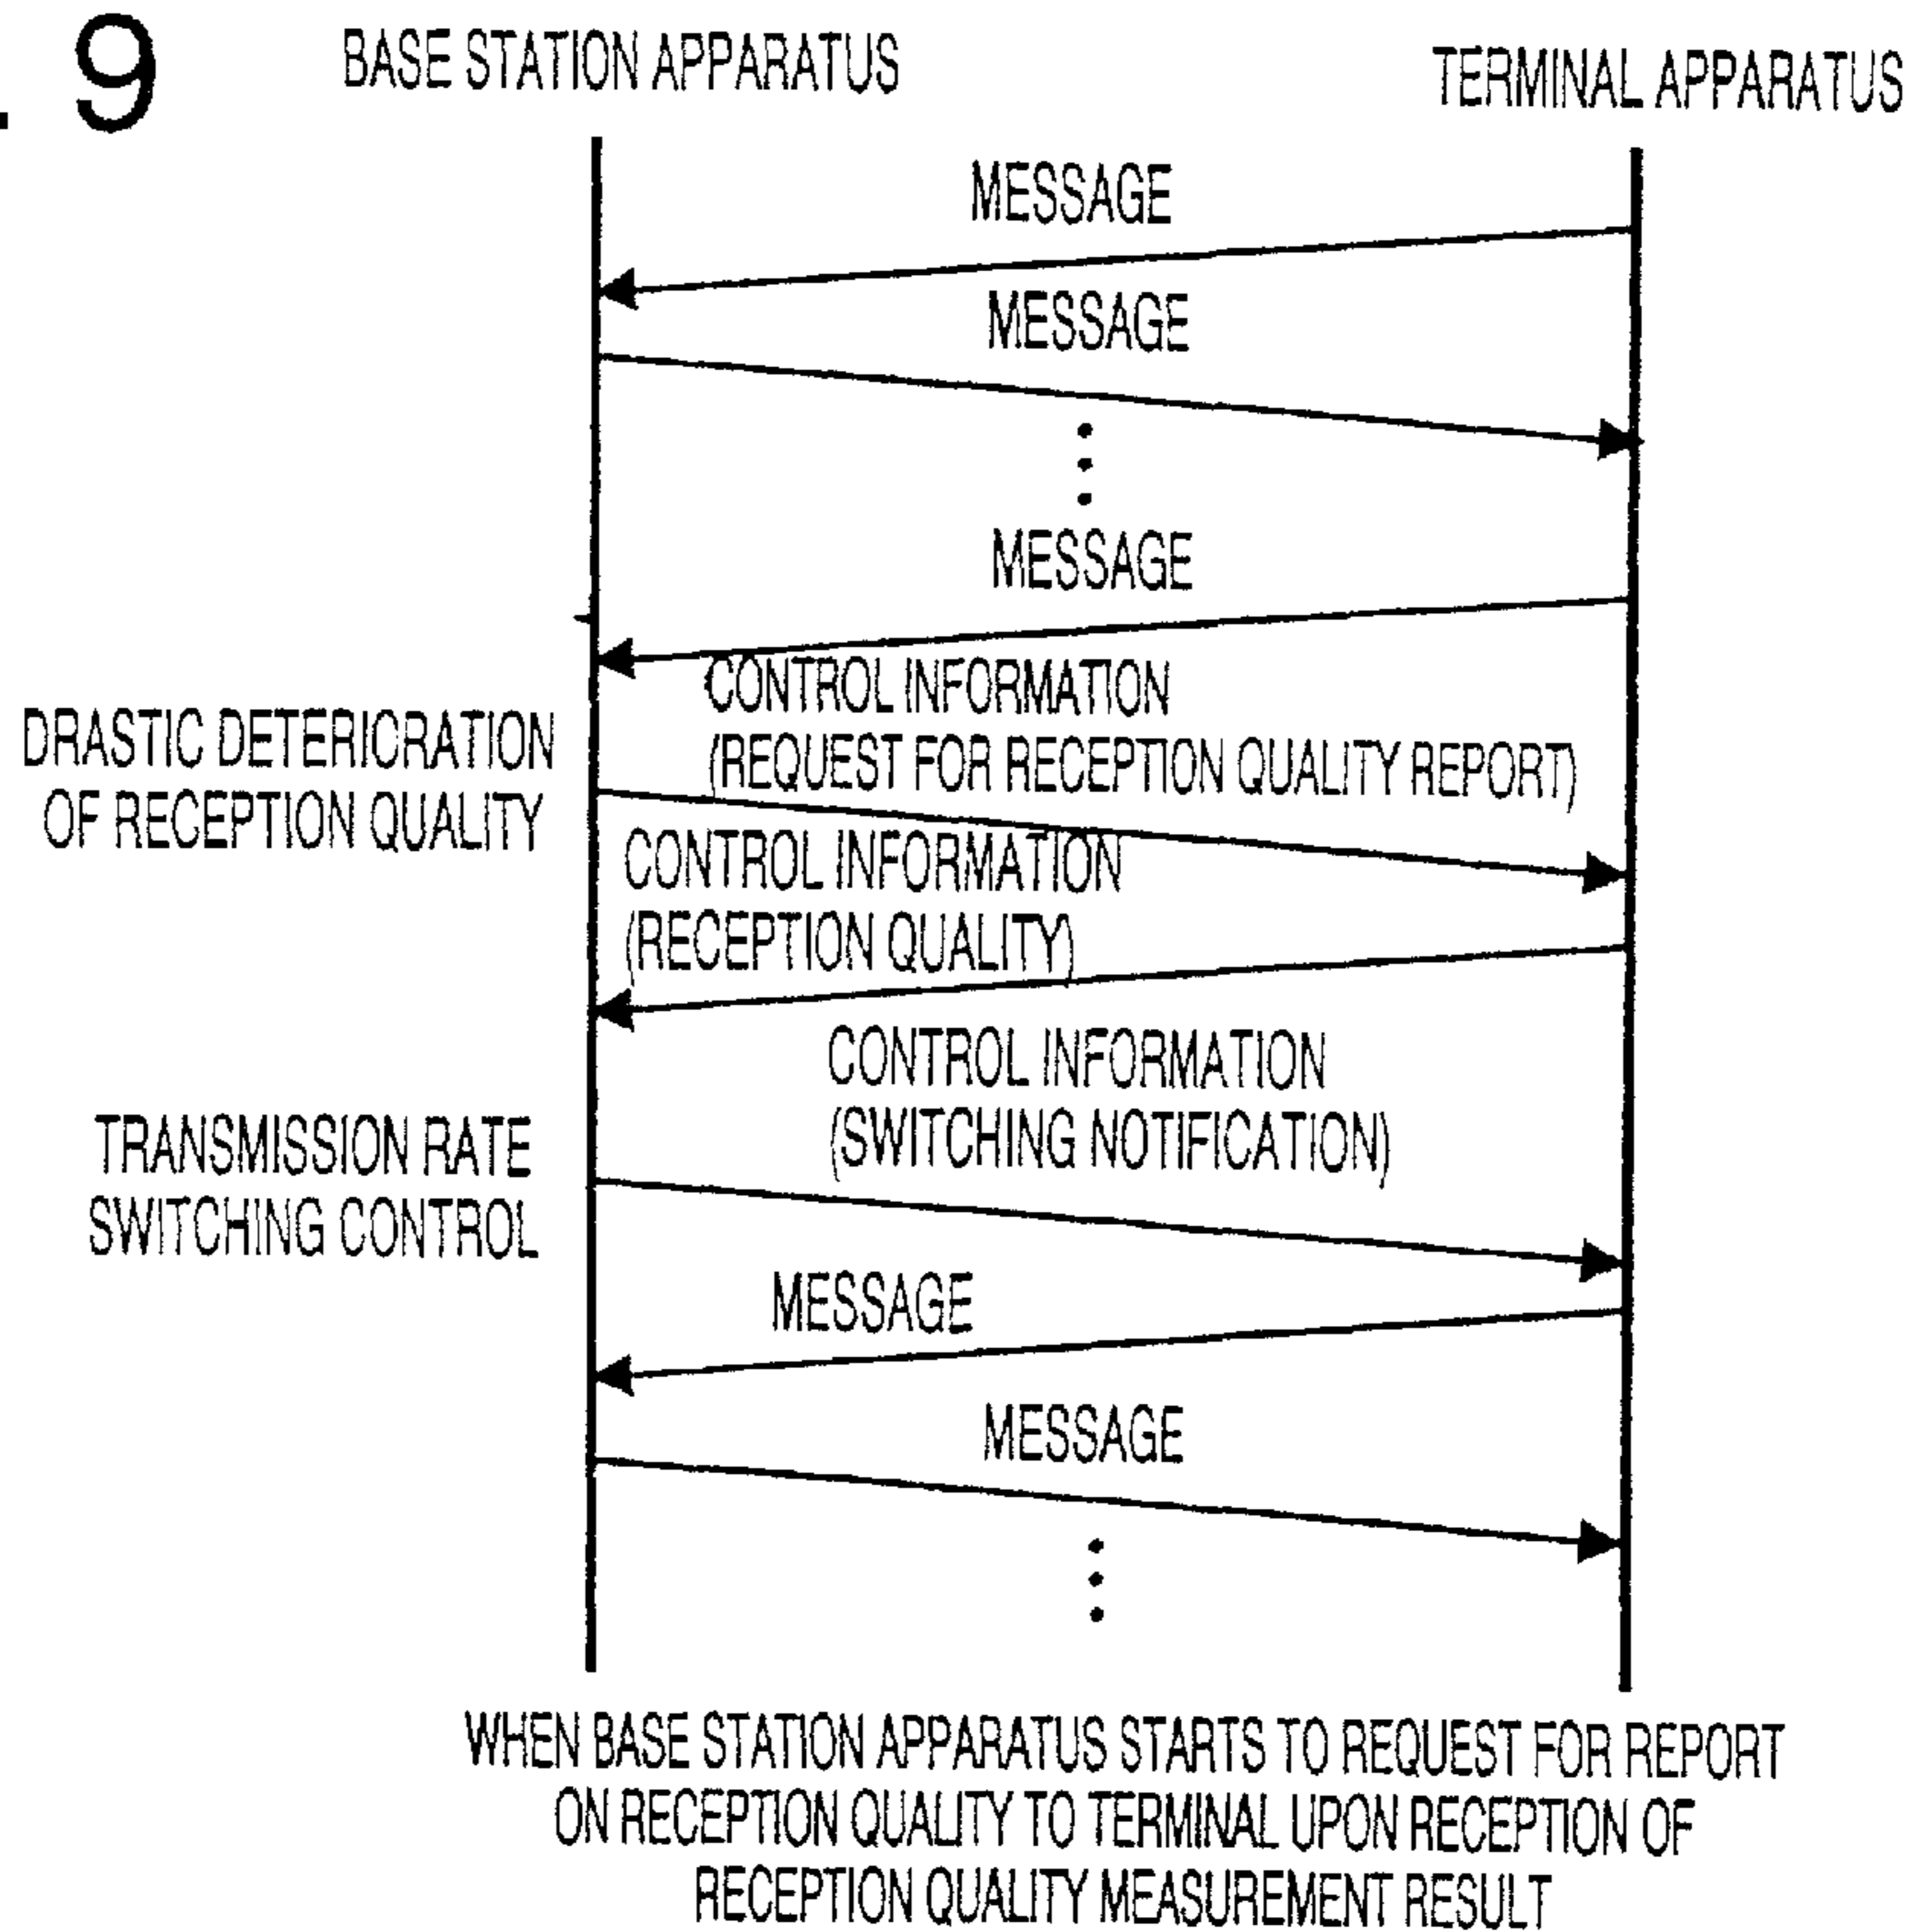 . 9
BASE STATION APPARATUS
TERMINAL APPARATUS
MESSAGE
MESSAGE
MESSAGE
CONTROL INFORMATION
(REQUEST FOR RECEPTION QUALITY REPORT)
DRASTIC DETERIORATION
OF RECEPTION QUALITY
CONTROL INFORMATION
(RECEPTION QUALITY)
CONTROL INFORMATION
(SWITCHING NOTIFICATION)
TRANSMISSION RATE
SWITCHING CONTROL
MESSAGE
MESSAGE
WHEN BASE STATION APPARATUS STARTS TO REQUEST FOR REPORT
ON RECEPTION QUALITY TO TERMINAL UPON RECEPTION OF
RECEPTION QUALITY MEASUREMENT RESULT